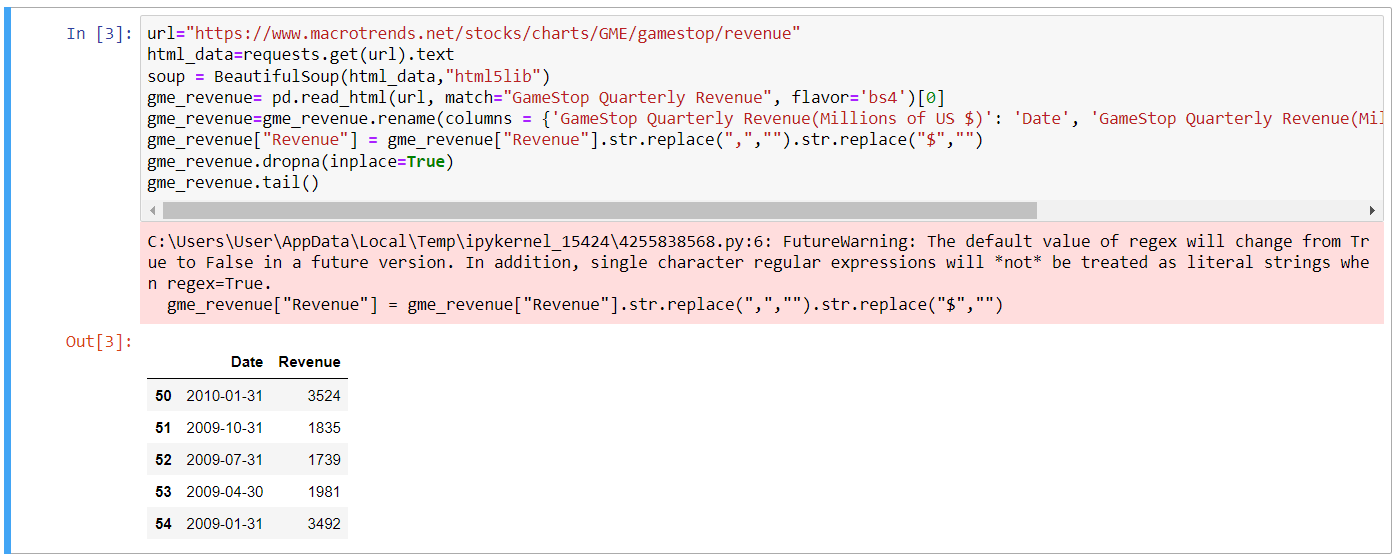 In [3]: url="https://www.macrotrends.net/stocks/charts/GME/gamestop/revenue"
html_data=requests.get(url).text
soup = BeautifulSoup(html_data,"html5lib")
gme_revenue= pd.read_html(url, match="GameStop Quarterly Revenue", flavor='bs4')[0]
gme_revenue=gme_revenue.rename(columns = {'GameStop Quarterly Revenue(Millions of US $)': 'Date', 'GameStop Quarterly Revenue(Mil
gme_revenue["Revenue"] = gme_revenue["Revenue"].str.replace(",","").str.replace("$","")
gme_revenue.dropna(inplace=True)
gme_revenue.tail()
C:\Users\User\AppData\Local\Temp\ipykernel_15424\4255838568.py:6: FutureWarning: The default value of regex will change from Tr
ue to False in a future version. In addition, single character regular expressions will *not* be treated as literal strings whe
n regex=True.
gme_revenue["Revenue"] = gme_revenue["Revenue"].str.replace(",","").str.replace("$","")
Out[3]:
Date Revenue
50 2010-01-31 3524
51 2009-10-31 1835
52 2009-07-31 1739
53 2009-04-30 1981
54 2009-01-31 3492